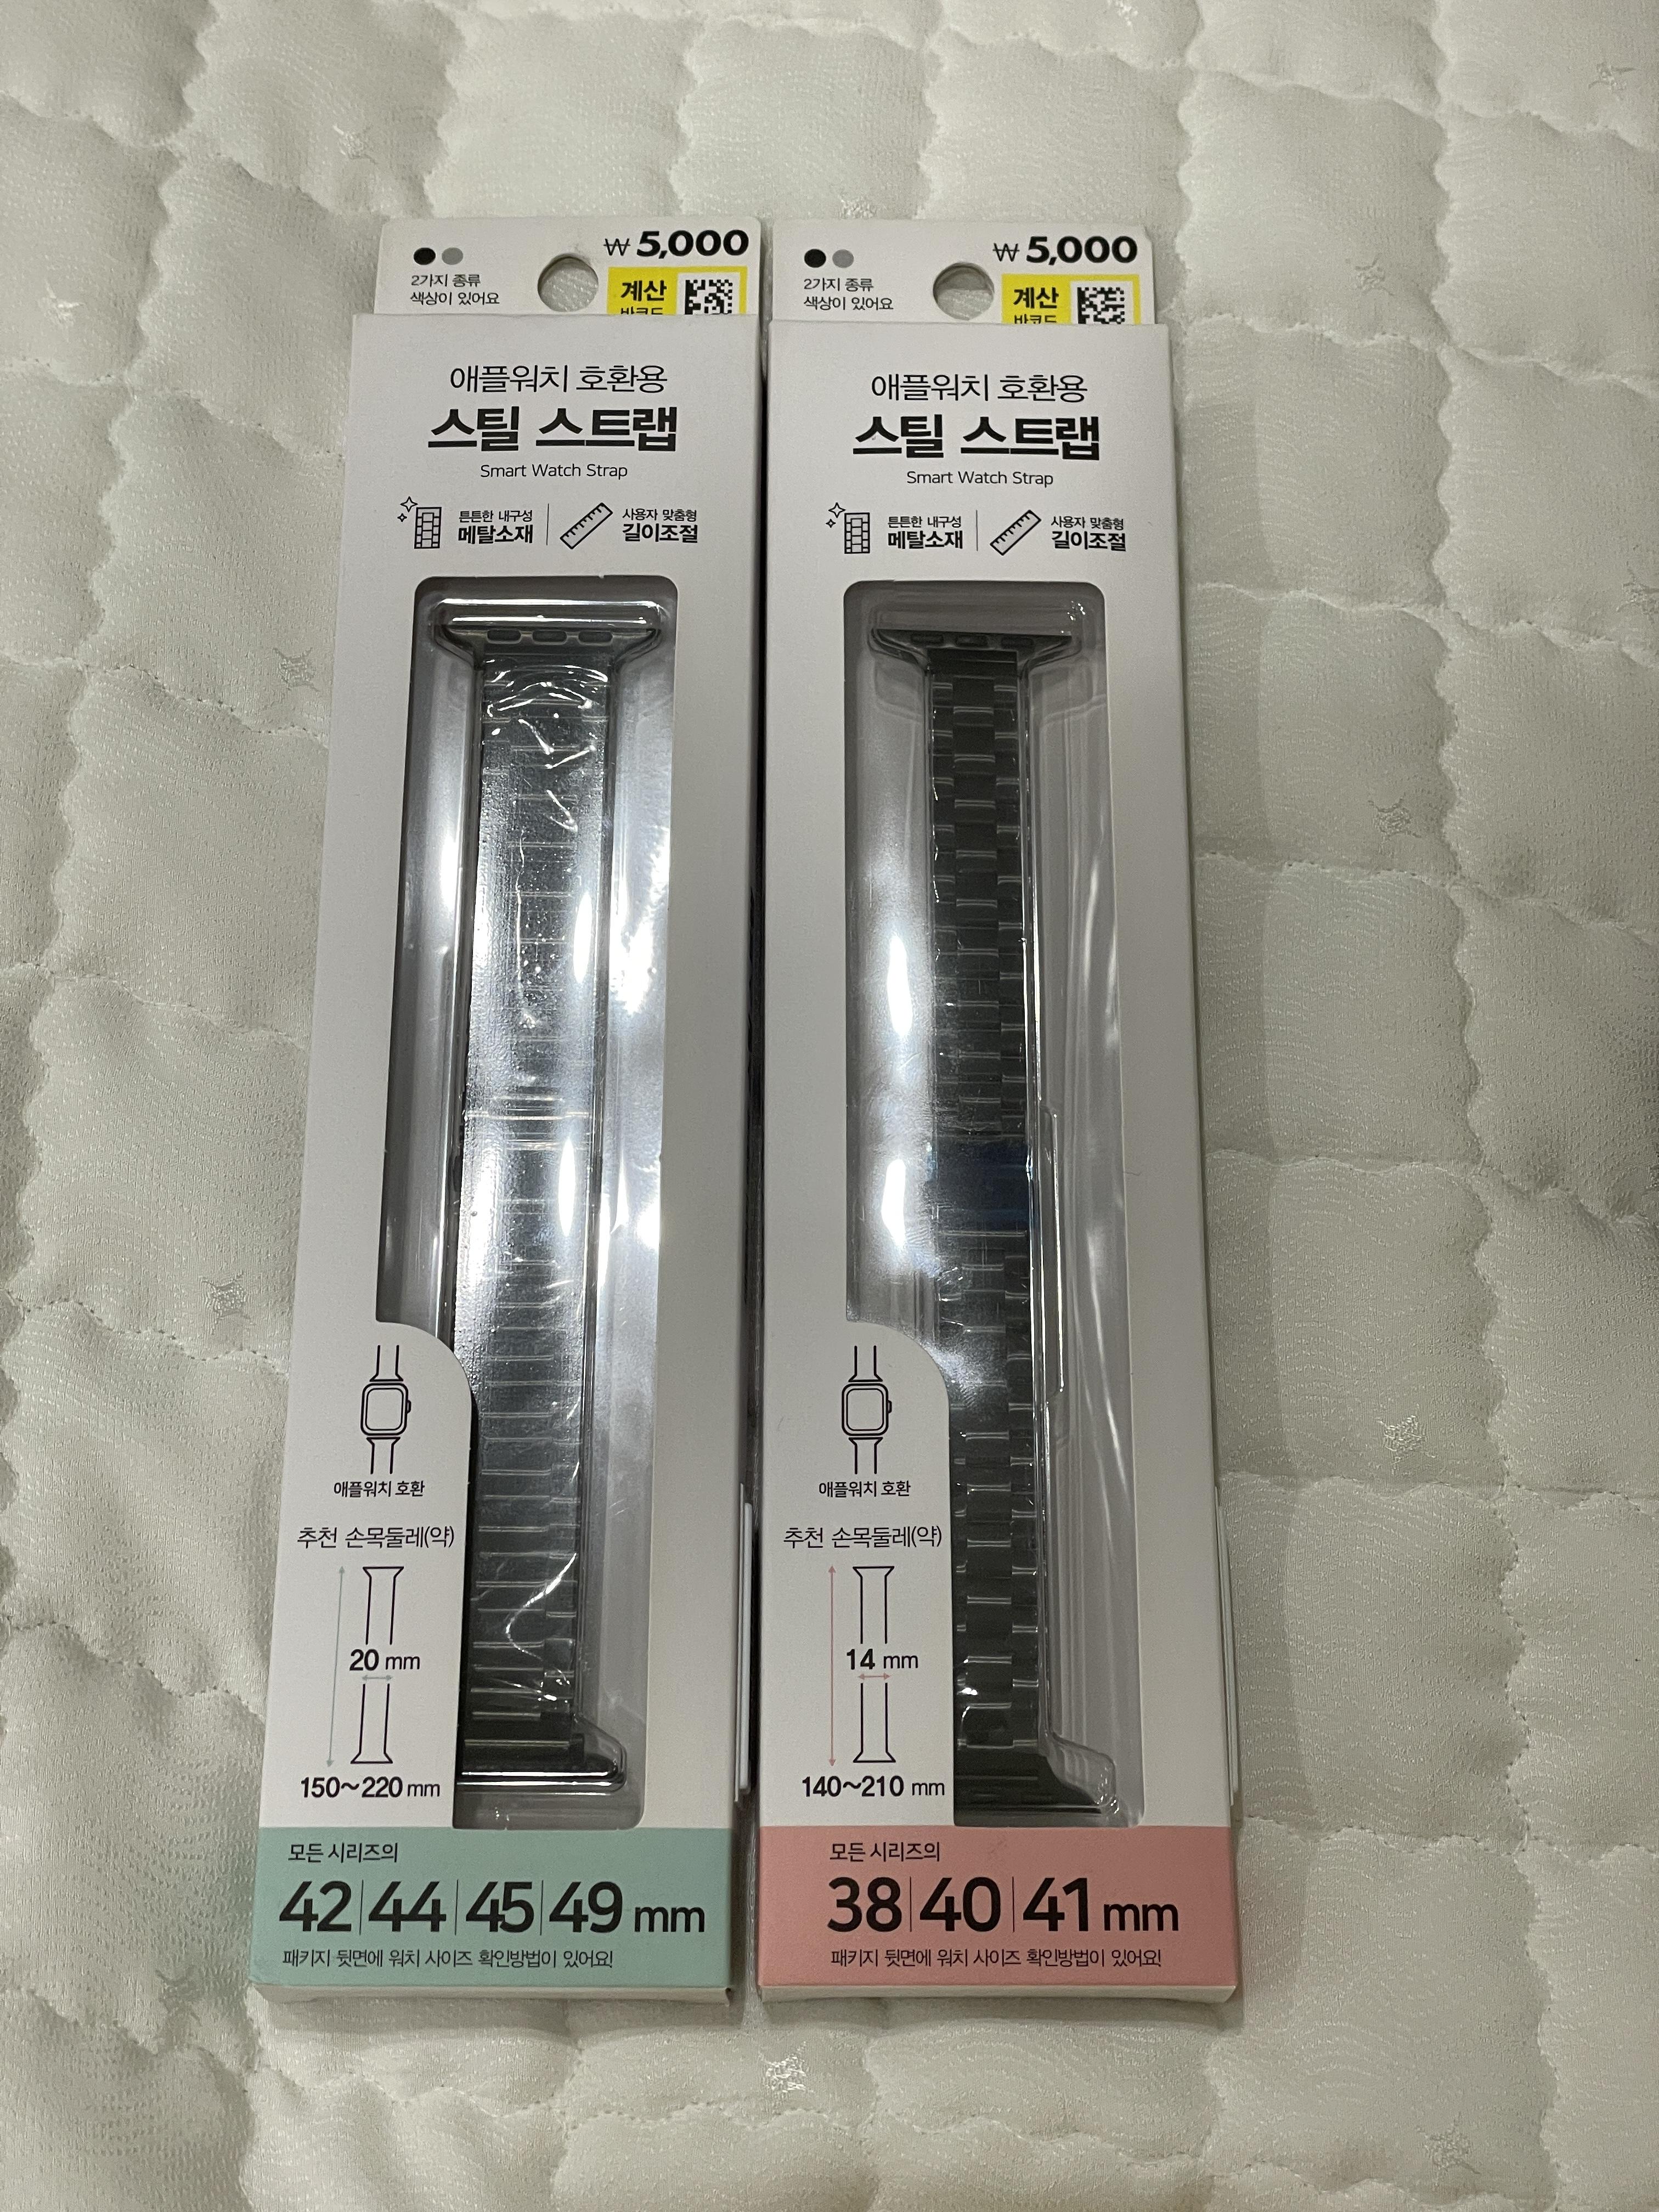 ₩ 5,000
2가지 종류
색상이 있어요
계산
바코드
애플워치 호환용
스틸 스트랩
Smart Watch Strap
튼튼한 내구성
메탈소재
사용자 맞춤형
길이조절
애플워치 호환
추천 손목둘레(약)
20 mm
150~220 mm
모든 시리즈의
42|44|45|49 mm
패키지 뒷면에 워치 사이즈 확인방법이 있어요!
₩ 5,000
2가지 종류
색상이 있어요
계산
바코드
애플워치 호환용
스틸 스트랩
Smart Watch Strap
튼튼한 내구성
메탈소재
사용자 맞춤형
길이조절
애플워치 호환
추천 손목둘레(약)
14 mm
140~210 mm
모든 시리즈의
38|40|41 mm
패키지 뒷면에 워치 사이즈 확인방법이 있어요!